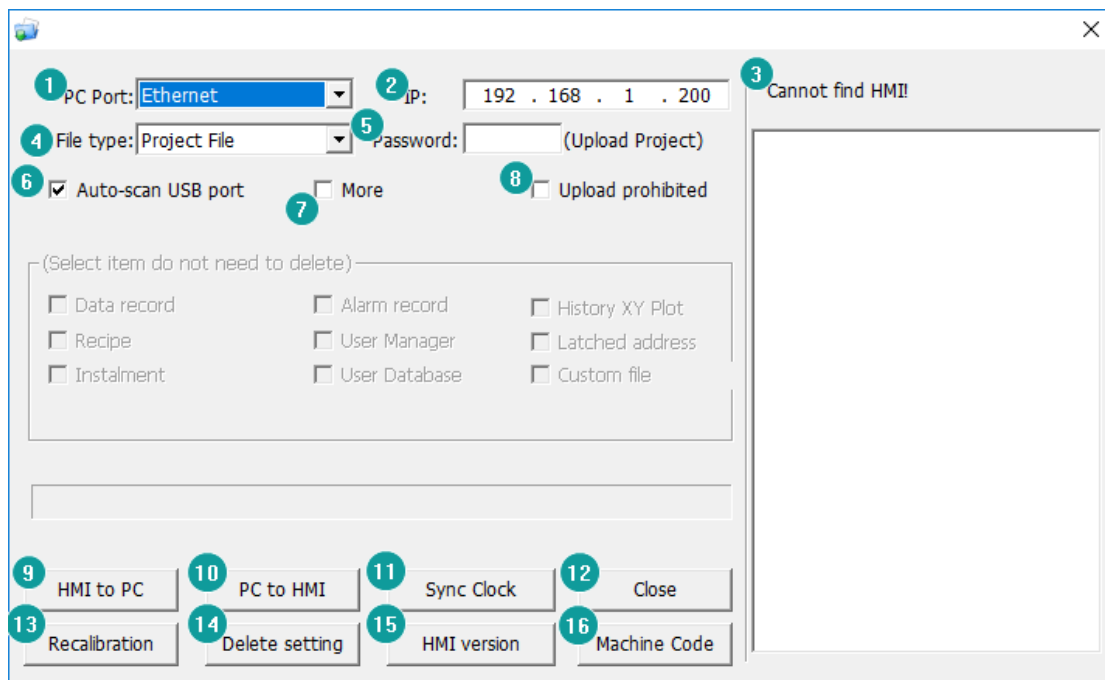 1 PC Port: Ethernet 2 IP: 192 . 168 . 1 . 200 3 Cannot find HMI!
4 File type: Project File 5 Password: (Upload Project)
6 Auto-scan USB port 7 More 8 Upload prohibited
(Select item do not need to delete)
Data record Alarm record History XY Plot
Recipe User Manager Latched address
Instalment User Database Custom file
9 HMI to PC 10 PC to HMI 11 Sync Clock 12 Close
13 Recalibration 14 Delete setting 15 HMI version 16 Machine Code